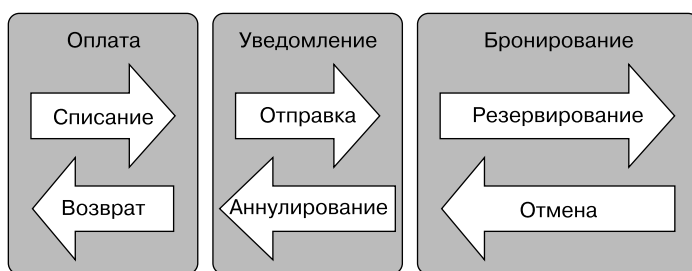 Оплата
Уведомление
Бронирование
Списание
Отправка
Резервирование
Возврат
Аннулирование
Отмена